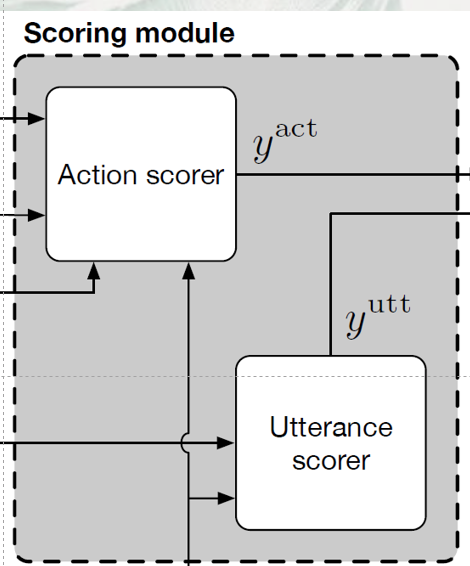 Scoring module
Action scorer
y^act
y^utt
Utterance
scorer